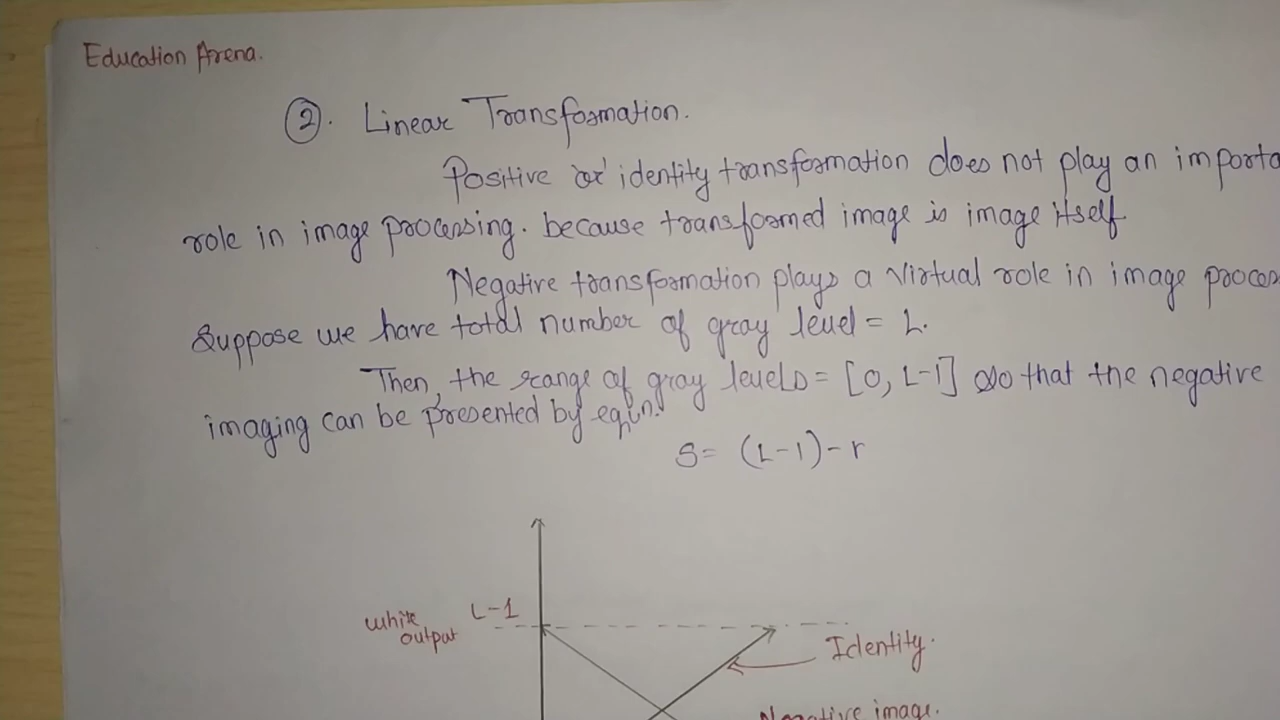 Education Arena.
②. Linear Transformation.
Positive 'or' identity transformation does not play an importa
role in image processing. because transformed image is image itself
Negative transformation plays a virtual role in image proces
Suppose we have total number of gray level = L.
Then, the range of gray levels = [0, L-1] so that the negative
imaging can be presented by eqn.
S = (L-1)-r
white
output
L-1
Identity.
Negative image.